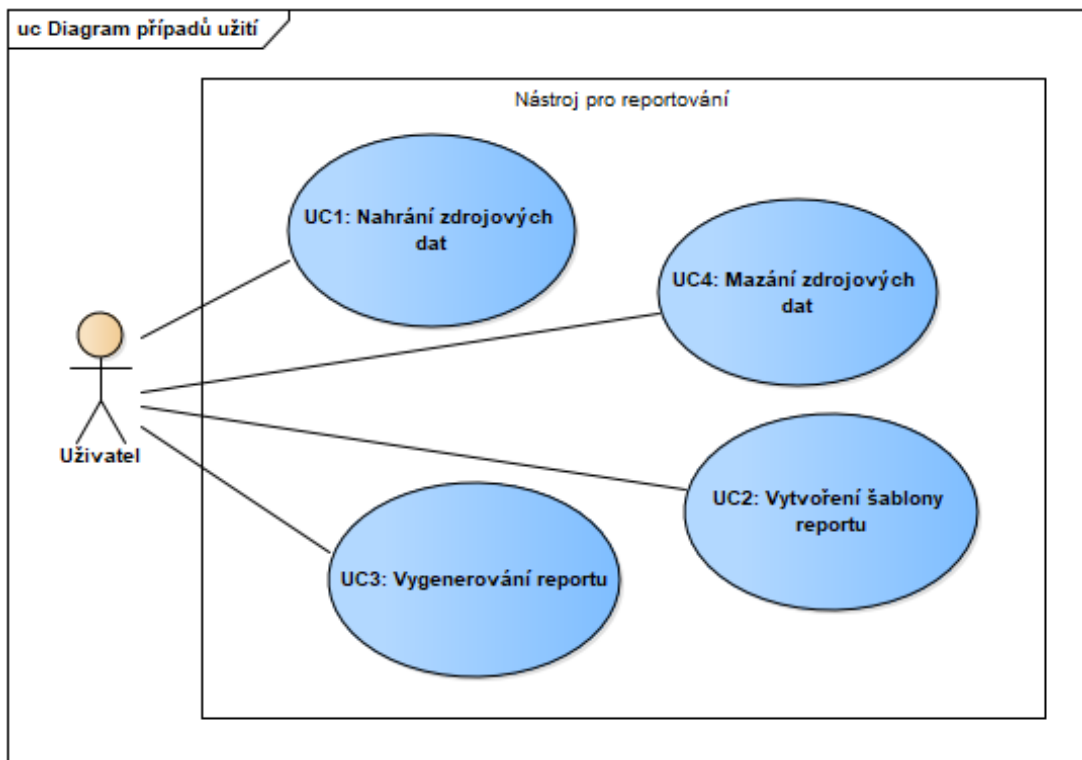 uc Diagram případů užití
Nástroj pro reportování
UC1: Nahrání zdrojových
dat
UC4: Mazání zdrojových
dat
Uživatel
UC2: Vytvoření šablony
reportu
UC3: Vygenerování reportu